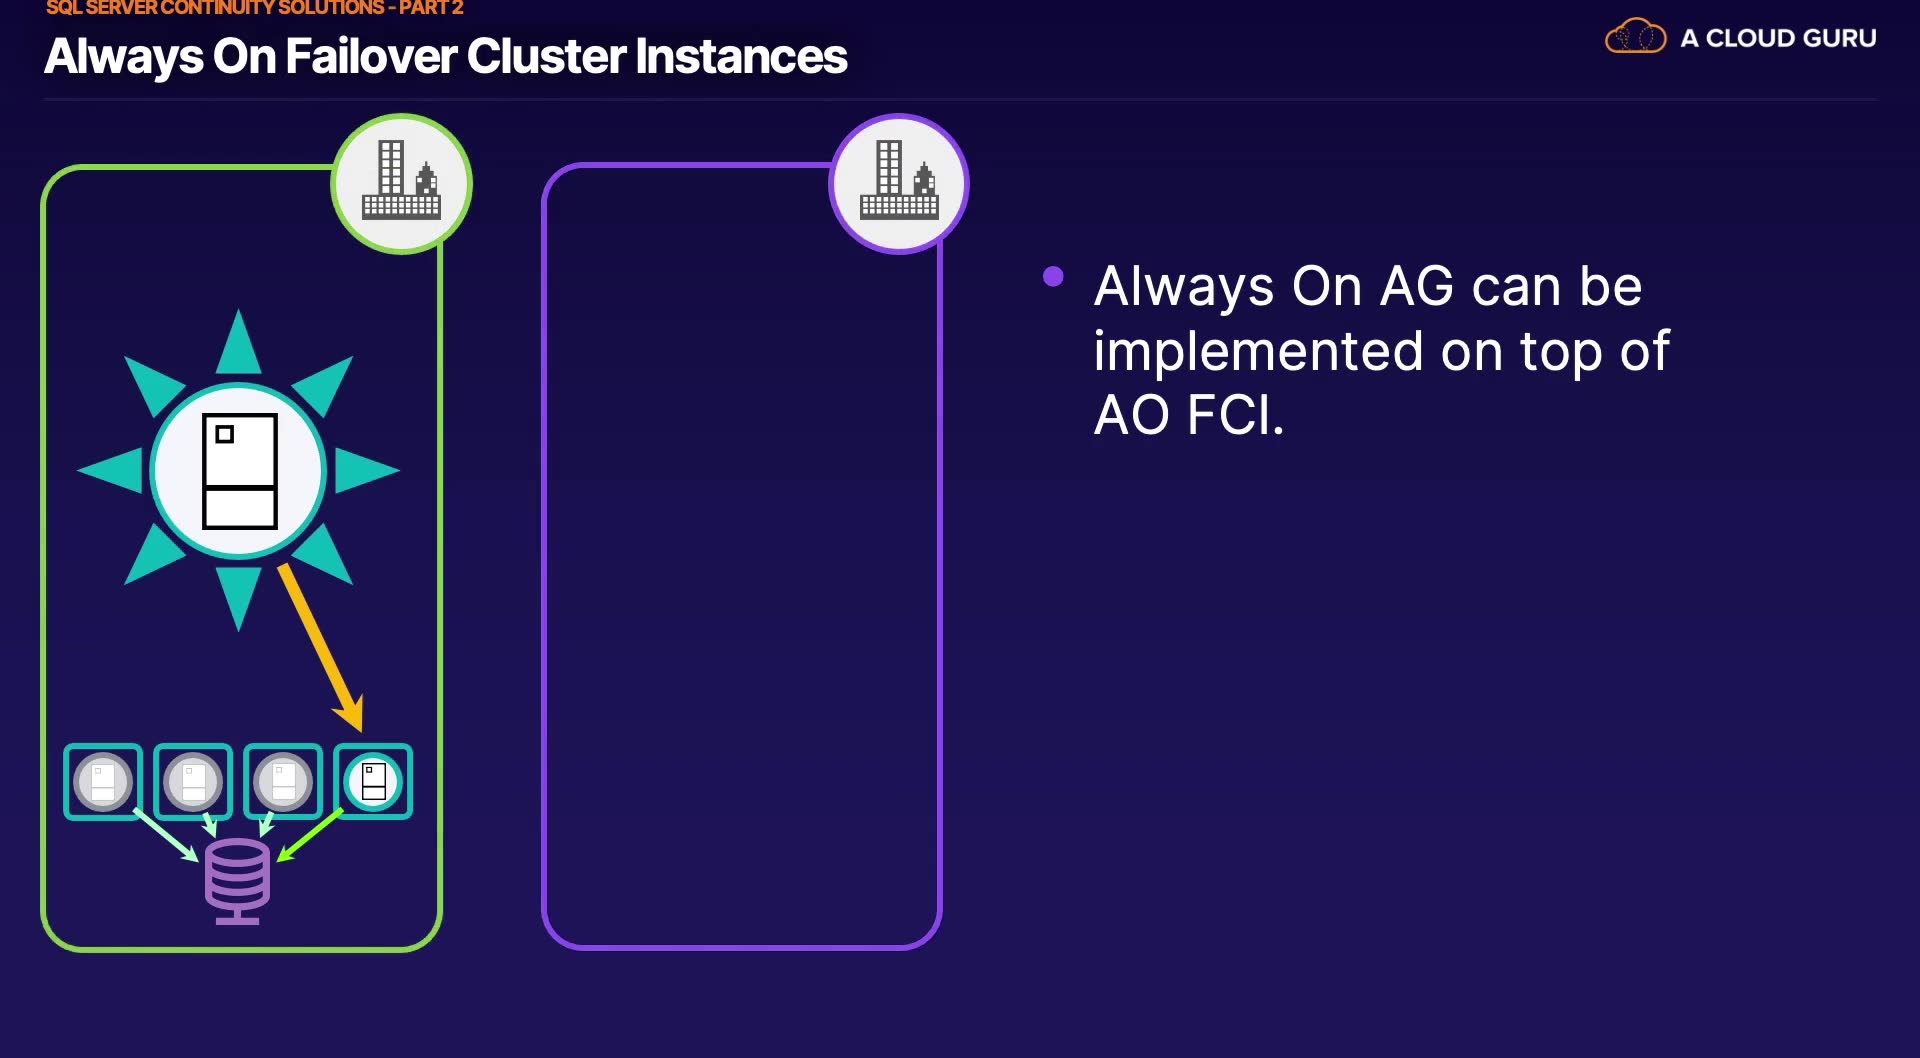 SQL SERVER CONTINUITY SOLUTIONS - PART 2
Always On Failover Cluster Instances
A CLOUD GURU
Always On AG can be
implemented on top of
AO FCI.